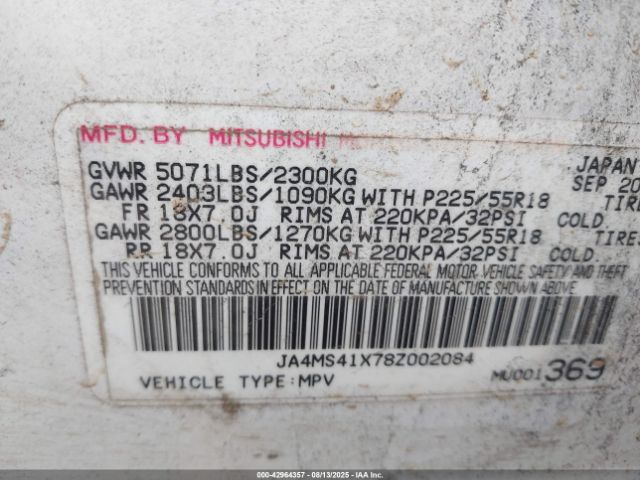 MFD. BY MITSUBISHI
JAPAN
GVWR 5071LBS/2300KG
SEP 20
GAWR 2403LBS/1090KG WITH P225/55R18
TIRE
FR 18X7.0J RIMS AT 220KPA/32PSI COLD
GAWR 2800LBS/1270KG WITH P225/55R18
TIRE
RR 18X7.0J RIMS AT 220KPA/32PSI COLD.
THIS VEHICLE CONFORMS TO ALL APPLICABLE FEDERAL MOTOR VEHICLE SAFETY AND THEFT
PREVENTION STANDARDS IN EFFECT ON THE DATE OF MANUFACTURE SHOWN ABOVE
JA4MS41X78Z002084
VEHICLE TYPE:MPV
MU001369
000-42964357 - 08/13/2025 - IAA Inc.